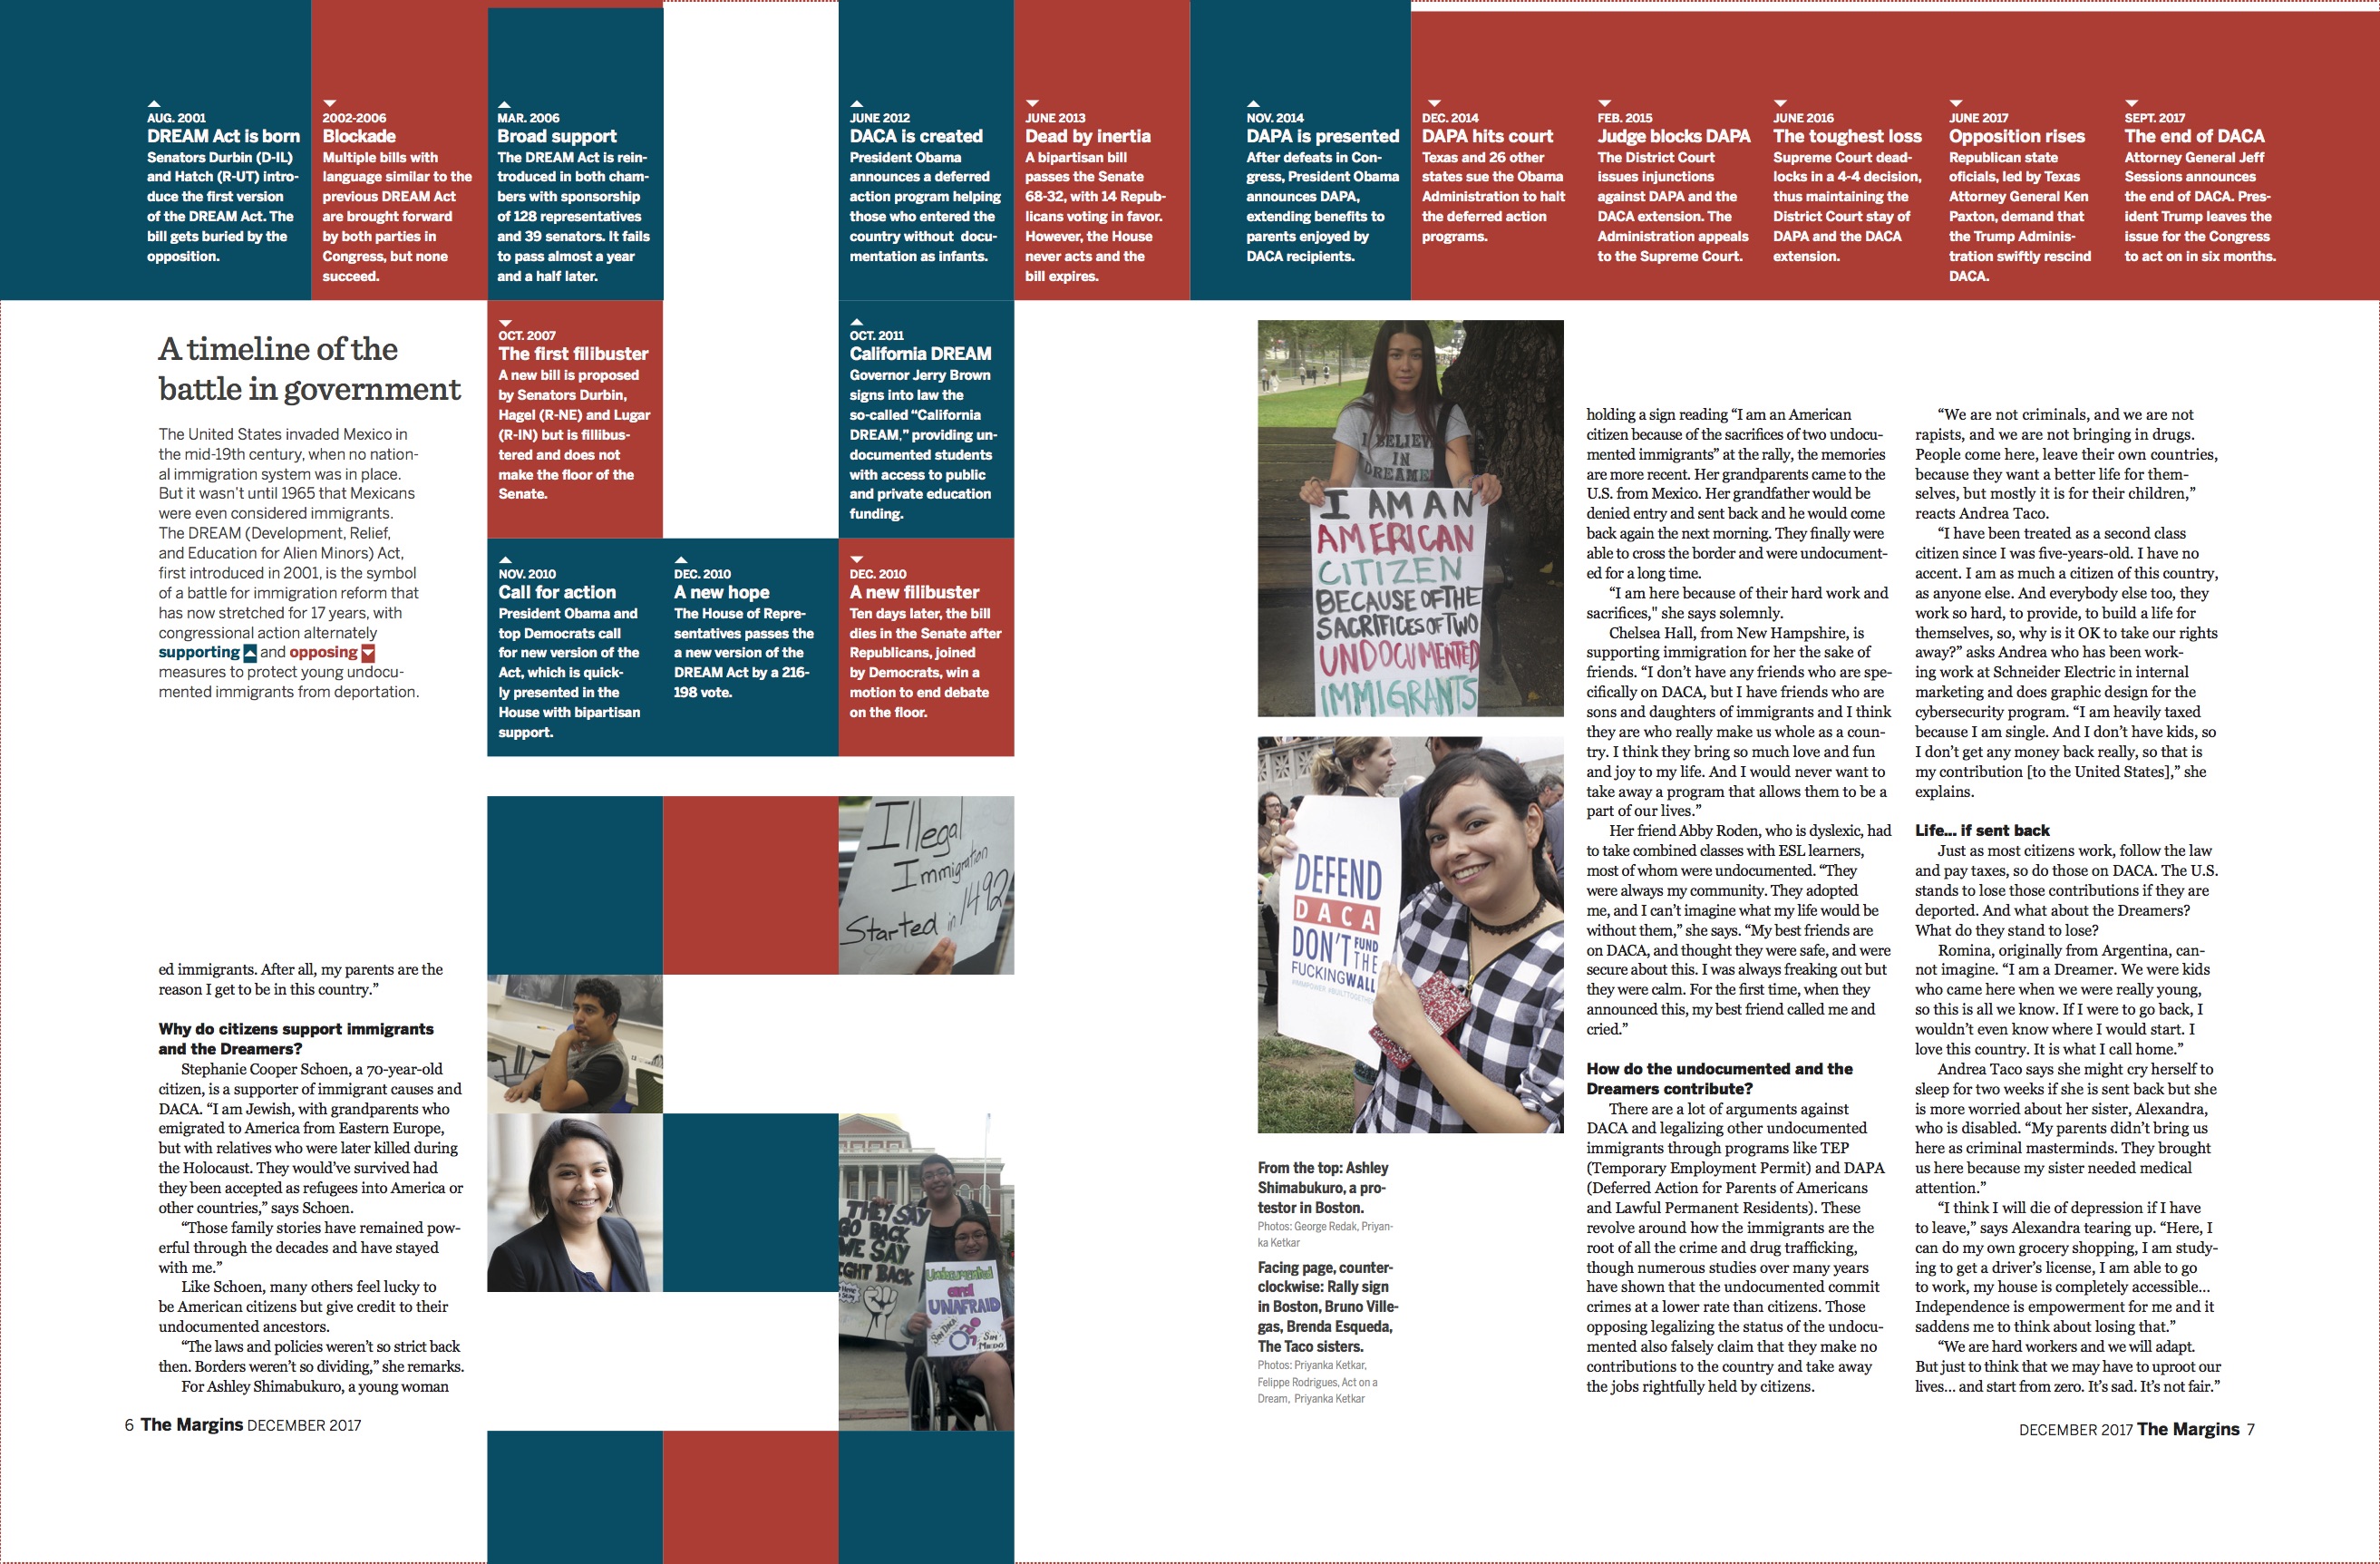 AUG. 2001
DREAM Act is born
Senators Durbin (D-IL)
and Hatch (R-UT) intro-
duce the first version
of the DREAM Act. The
bill gets buried by the
opposition.
2002-2006
Blockade
Multiple bills with
language similar to the
previous DREAM Act
are brought forward
by both parties in
Congress, but none
succeed.
MAR. 2006
Broad support
The DREAM Act is rein-
troduced in both cham-
bers with sponsorship
of 128 representatives
and 39 senators. It fails
to pass almost a year
and a half later.
OCT. 2007
The first filibuster
A new bill is proposed
by Senators Durbin,
Hagel (R-NE) and Lugar
(R-IN) but is fillibus-
tered and does not
make the floor of the
Senate.
NOV. 2010
Call for action
President Obama and
top Democrats call
for new version of the
Act, which is quick-
ly presented in the
House with bipartisan
support.
DEC. 2010
A new hope
The House of Repre-
sentatives passes the
a new version of the
DREAM Act by a 216-
198 vote.
DEC. 2010
A new filibuster
Ten days later, the bill
dies in the Senate after
Republicans, joined
by Democrats, win a
motion to end debate
on the floor.
OCT. 2011
California DREAM
Governor Jerry Brown
signs into law the
so-called “California
DREAM,” providing un-
documented students
with access to public
and private education
funding.
JUNE 2012
DACA is created
President Obama
announces a deferred
action program helping
those who entered the
country without docu-
mentation as infants.
JUNE 2013
Dead by inertia
A bipartisan bill
passes the Senate
68-32, with 14 Repub-
licans voting in favor.
However, the House
never acts and the
bill expires.
NOV. 2014
DAPA is presented
After defeats in Con-
gress, President Obama
announces DAPA,
extending benefits to
parents enjoyed by
DACA recipients.
DEC. 2014
DAPA hits court
Texas and 26 other
states sue the Obama
Administration to halt
the deferred action
programs.
FEB. 2015
Judge blocks DAPA
The District Court
issues injunctions
against DAPA and the
DACA extension. The
Administration appeals
to the Supreme Court.
JUNE 2016
The toughest loss
Supreme Court dead-
locks in a 4-4 decision,
thus maintaining the
District Court stay of
DAPA and the DACA
extension.
JUNE 2017
Opposition rises
Republican state
oficials, led by Texas
Attorney General Ken
Paxton, demand that
the Trump Adminis-
tration swiftly rescind
DACA.
SEPT. 2017
The end of DACA
Attorney General Jeff
Sessions announces
the end of DACA. Pres-
ident Trump leaves the
issue for the Congress
to act on in six months.
A timeline of the
battle in government
The United States invaded Mexico in
the mid-19th century, when no nation-
al immigration system was in place.
But it wasn’t until 1965 that Mexicans
were even considered immigrants.
The DREAM (Development, Relief,
and Education for Alien Minors) Act,
first introduced in 2001, is the symbol
of a battle for immigration reform that
has now stretched for 17 years, with
congressional action alternately
supporting and opposing
measures to protect young undocu-
mented immigrants from deportation.
ed immigrants. After all, my parents are the
reason I get to be in this country.”
Why do citizens support immigrants
and the Dreamers?
Stephanie Cooper Schoen, a 70-year-old
citizen, is a supporter of immigrant causes and
DACA. “I am Jewish, with grandparents who
emigrated to America from Eastern Europe,
but with relatives who were later killed during
the Holocaust. They would’ve survived had
they been accepted as refugees into America or
other countries,” says Schoen.
“Those family stories have remained pow-
erful through the decades and have stayed
with me.”
Like Schoen, many others feel lucky to
be American citizens but give credit to their
undocumented ancestors.
“The laws and policies weren’t so strict back
then. Borders weren’t so dividing,” she remarks.
For Ashley Shimabukuro, a young woman
6 The Margins DECEMBER 2017
Illegal
Immigration
Started in 1492
THEY SAY
GO BACK
WE SAY
FIGHT BACK
Undocumented
and
UNAFRAID
Sin DACA
Sin
Miedo
I BELIEVE
IN
DREAMERS
I AM AN
AMERICAN
CITIZEN
BECAUSE OF THE
SACRIFICES OF TWO
UNDOCUMENTED
IMMIGRANTS
DEFEND
DACA
DON’T FUND
THE
FUCKING WALL
From the top: Ashley
Shimabukuro, a pro-
testor in Boston.
Photos: George Redak, Priyan-
ka Ketkar
Facing page, counter-
clockwise: Rally sign
in Boston, Bruno Ville-
gas, Brenda Esqueda,
The Taco sisters.
Photos: Priyanka Ketkar,
Felippe Rodrigues, Act on a
Dream, Priyanka Ketkar
holding a sign reading “I am an American
citizen because of the sacrifices of two undocu-
mented immigrants” at the rally, the memories
are more recent. Her grandparents came to the
U.S. from Mexico. Her grandfather would be
denied entry and sent back and he would come
back again the next morning. They finally were
able to cross the border and were undocument-
ed for a long time.
“I am here because of their hard work and
sacrifices," she says solemnly.
Chelsea Hall, from New Hampshire, is
supporting immigration for her the sake of
friends. “I don’t have any friends who are spe-
cifically on DACA, but I have friends who are
sons and daughters of immigrants and I think
they are who really make us whole as a coun-
try. I think they bring so much love and fun
and joy to my life. And I would never want to
take away a program that allows them to be a
part of our lives.”
Her friend Abby Roden, who is dyslexic, had
to take combined classes with ESL learners,
most of whom were undocumented. “They
were always my community. They adopted
me, and I can’t imagine what my life would be
without them,” she says. “My best friends are
on DACA, and thought they were safe, and were
secure about this. I was always freaking out but
they were calm. For the first time, when they
announced this, my best friend called me and
cried.”
How do the undocumented and the
Dreamers contribute?
There are a lot of arguments against
DACA and legalizing other undocumented
immigrants through programs like TEP
(Temporary Employment Permit) and DAPA
(Deferred Action for Parents of Americans
and Lawful Permanent Residents). These
revolve around how the immigrants are the
root of all the crime and drug trafficking,
though numerous studies over many years
have shown that the undocumented commit
crimes at a lower rate than citizens. Those
opposing legalizing the status of the undocu-
mented also falsely claim that they make no
contributions to the country and take away
the jobs rightfully held by citizens.
“We are not criminals, and we are not
rapists, and we are not bringing in drugs.
People come here, leave their own countries,
because they want a better life for them-
selves, but mostly it is for their children,”
reacts Andrea Taco.
“I have been treated as a second class
citizen since I was five-years-old. I have no
accent. I am as much a citizen of this country,
as anyone else. And everybody else too, they
work so hard, to provide, to build a life for
themselves, so, why is it OK to take our rights
away?” asks Andrea who has been work-
ing work at Schneider Electric in internal
marketing and does graphic design for the
cybersecurity program. “I am heavily taxed
because I am single. And I don’t have kids, so
I don’t get any money back really, so that is
my contribution [to the United States],” she
explains.
Life... if sent back
Just as most citizens work, follow the law
and pay taxes, so do those on DACA. The U.S.
stands to lose those contributions if they are
deported. And what about the Dreamers?
What do they stand to lose?
Romina, originally from Argentina, can-
not imagine. “I am a Dreamer. We were kids
who came here when we were really young,
so this is all we know. If I were to go back, I
wouldn’t even know where I would start. I
love this country. It is what I call home.”
Andrea Taco says she might cry herself to
sleep for two weeks if she is sent back but she
is more worried about her sister, Alexandra,
who is disabled. “My parents didn’t bring us
here as criminal masterminds. They brought
us here because my sister needed medical
attention.”
“I think I will die of depression if I have
to leave,” says Alexandra tearing up. “Here, I
can do my own grocery shopping, I am study-
ing to get a driver’s license, I am able to go
to work, my house is completely accessible...
Independence is empowerment for me and it
saddens me to think about losing that.”
“We are hard workers and we will adapt.
But just to think that we may have to uproot our
lives... and start from zero. It’s sad. It’s not fair.”
DECEMBER 2017 The Margins 7